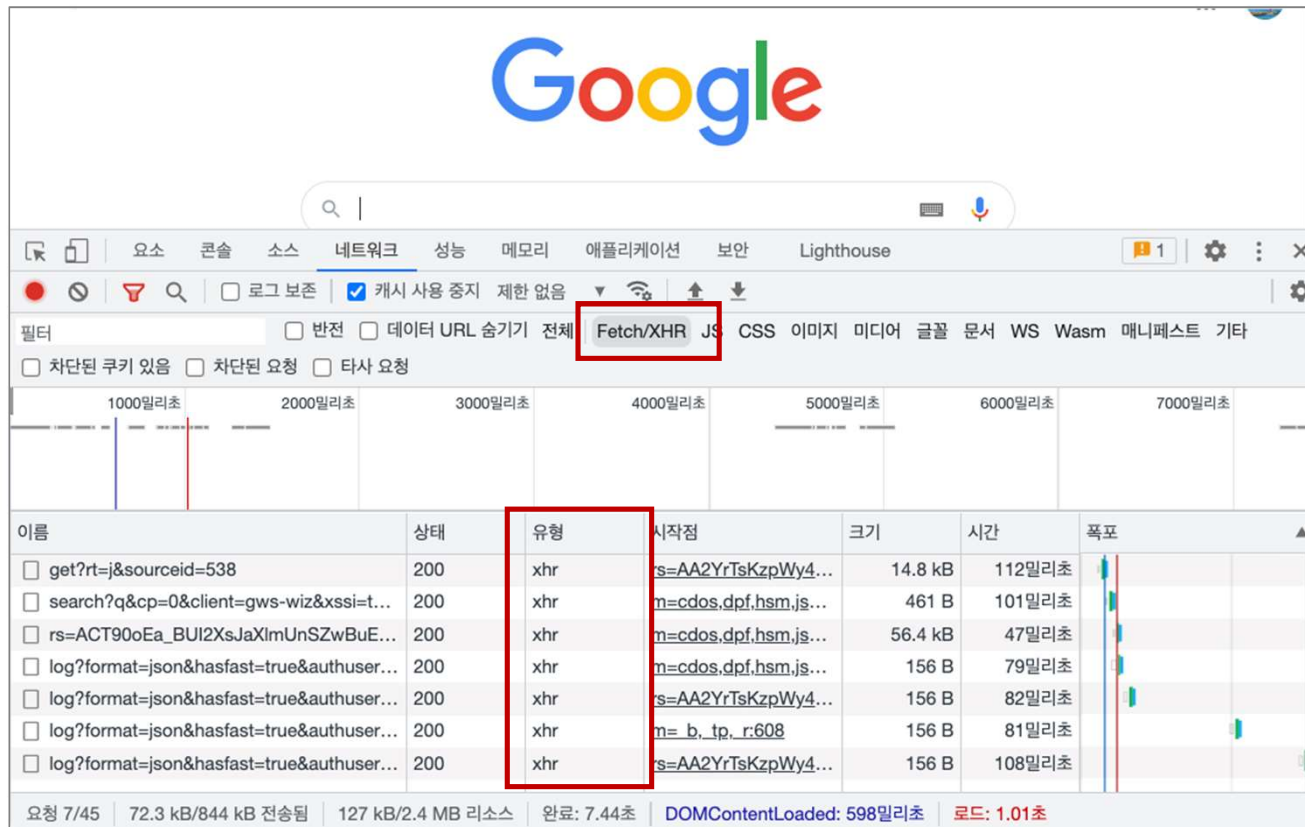 Google
요소 콘솔 소스 네트워크 성능 메모리 애플리케이션 보안 Lighthouse 1
로그 보존 캐시 사용 중지 제한 없음
필터 반전 데이터 URL 숨기기 전체 Fetch/XHR JS CSS 이미지 미디어 글꼴 문서 WS Wasm 매니페스트 기타
차단된 쿠키 있음 차단된 요청 타사 요청
1000밀리초 2000밀리초 3000밀리초 4000밀리초 5000밀리초 6000밀리초 7000밀리초
이름 상태 유형 시작점 크기 시간 폭포
get?rt=j&sourceid=538 200 xhr rs=AA2YrTsKzpWy4... 14.8 kB 112밀리초
search?q&cp=0&client=gws-wiz&xssi=t... 200 xhr m=cdos,dpf,hsm,js... 461 B 101밀리초
rs=ACT90oEa_BUI2XsJaXlmUnSZwBuE... 200 xhr m=cdos,dpf,hsm,js... 56.4 kB 47밀리초
log?format=json&hasfast=true&authuser... 200 xhr m=cdos,dpf,hsm,js... 156 B 79밀리초
log?format=json&hasfast=true&authuser... 200 xhr rs=AA2YrTsKzpWy4... 156 B 82밀리초
log?format=json&hasfast=true&authuser... 200 xhr m=_b,_tp,_r:608 156 B 81밀리초
log?format=json&hasfast=true&authuser... 200 xhr rs=AA2YrTsKzpWy4... 156 B 108밀리초
요청 7/45 72.3 kB/844 kB 전송됨 127 kB/2.4 MB 리소스 완료: 7.44초 DOMContentLoaded: 598밀리초 로드: 1.01초